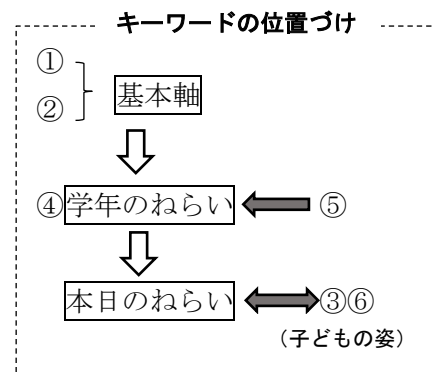 キーワードの位置づけ
①
② 基本軸
④学年のねらい ⑤
本日のねらい ③⑥
（子どもの姿）